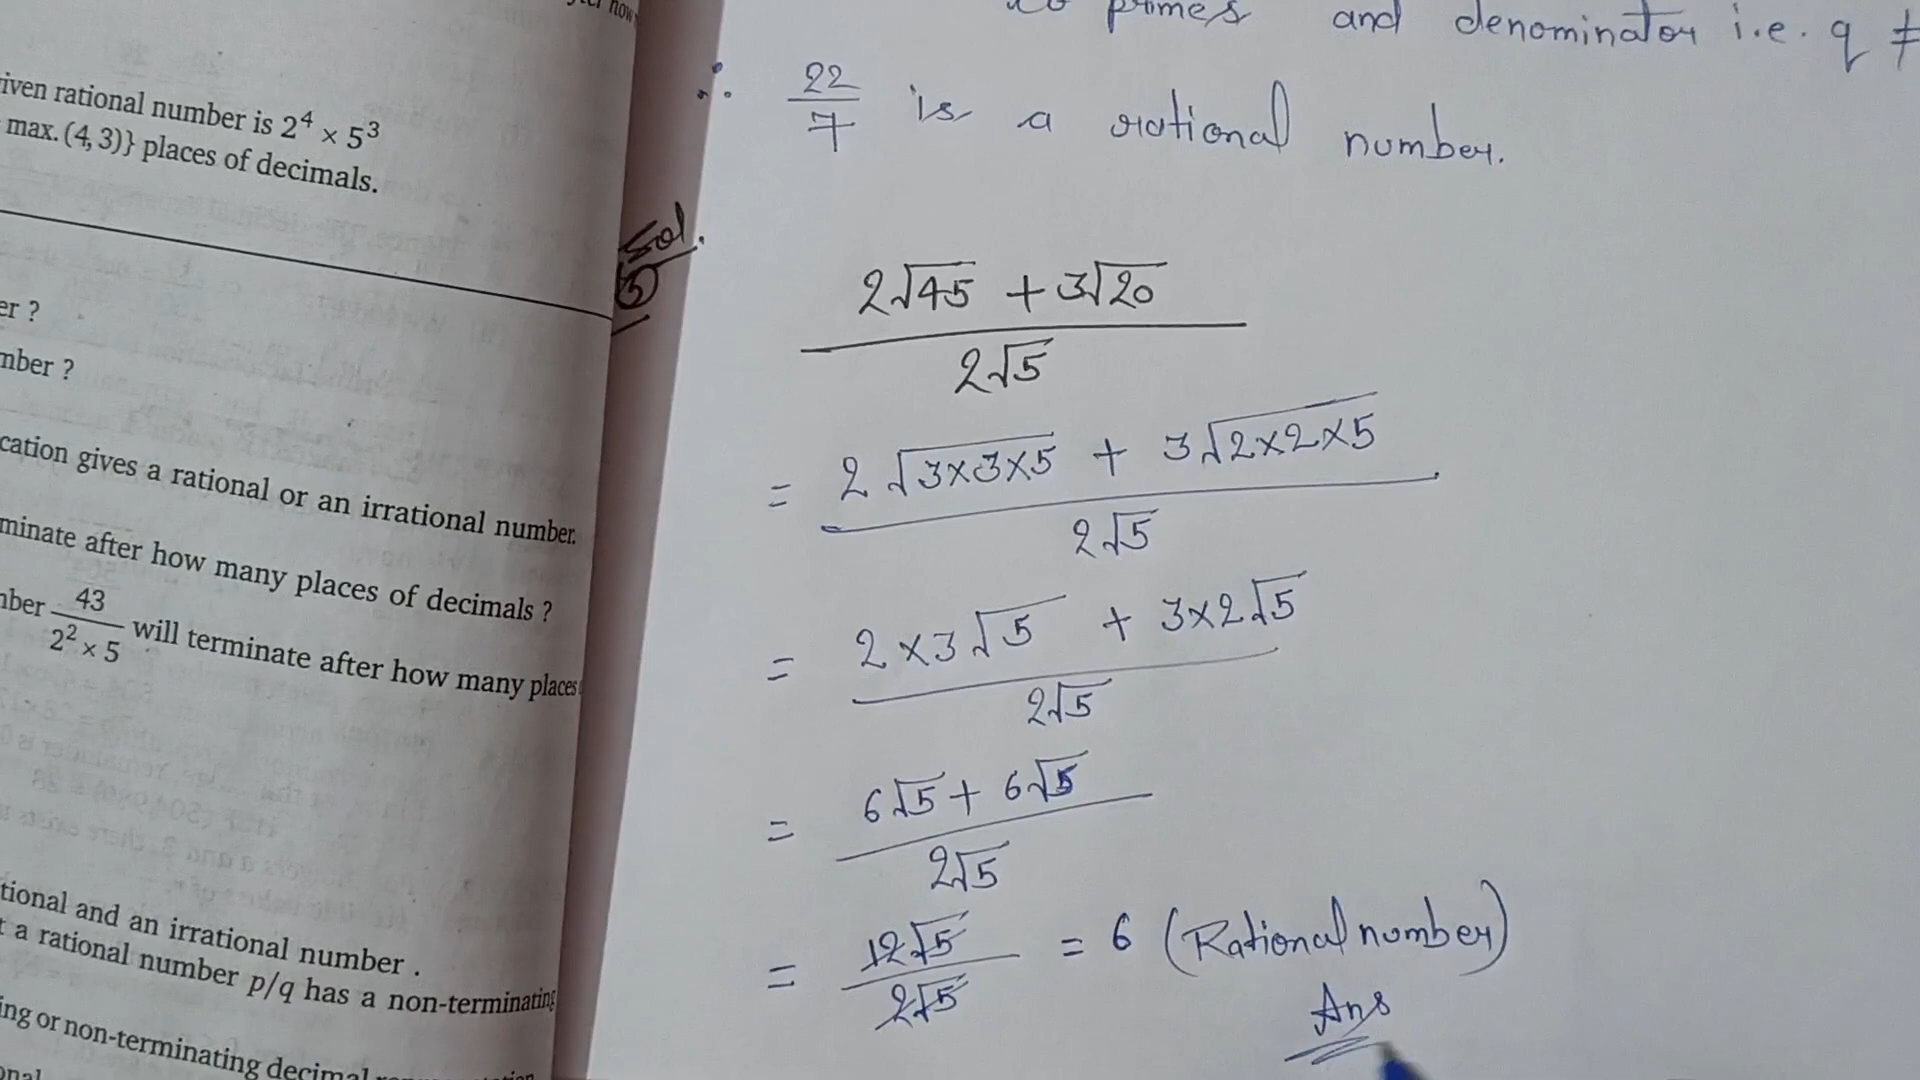 iven rational number is 2⁴ × 5³
max. (4, 3)} places of decimals.
er ?
mber ?
cation gives a rational or an irrational number.
minate after how many places of decimals ?
mber 43/(2² × 5) will terminate after how many places
tional and an irrational number .
a rational number p/q has a non-terminating
ing or non-terminating decimal
onal
primes and denominator i.e. q ≠
∴ 22/7 is a rational number.
Sol.
5
(2√45 + 3√20)/(2√5)
= (2√(3×3×5) + 3√(2×2×5))/(2√5)
= (2×3√5 + 3×2√5)/(2√5)
= (6√5 + 6√5)/(2√5)
= 12√5/2√5 = 6 (Rational number)
Ans